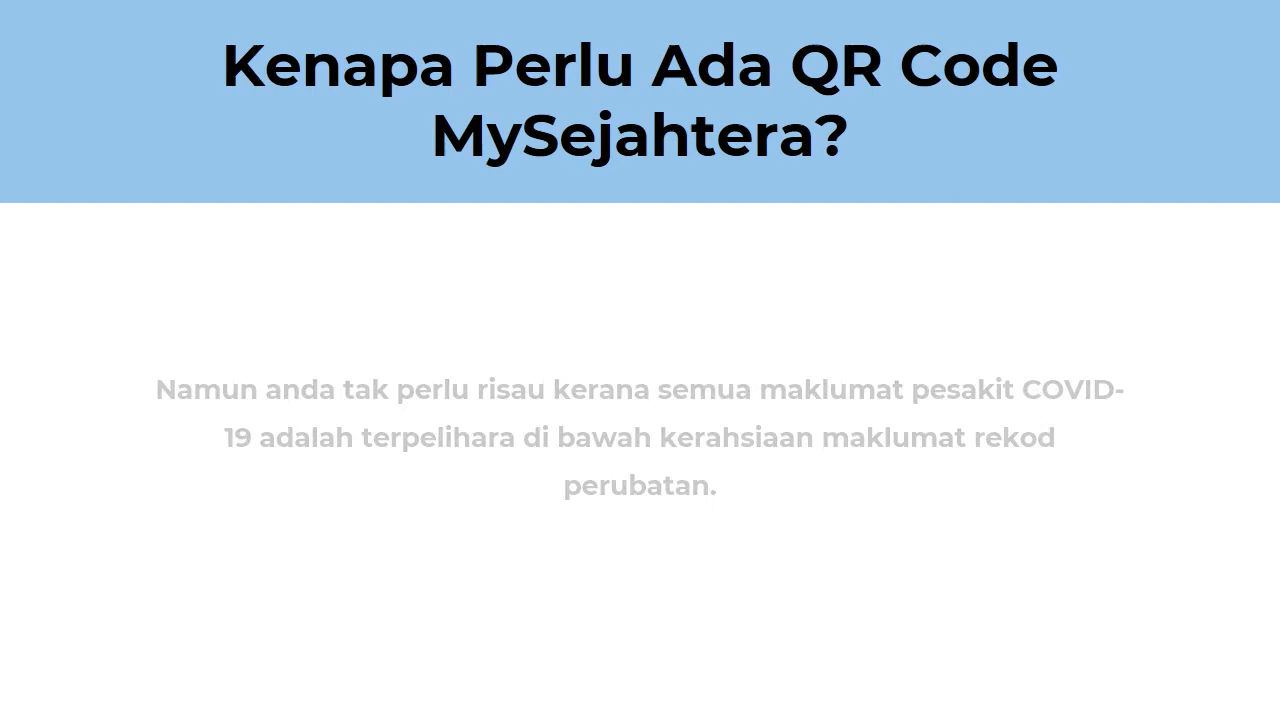 Kenapa Perlu Ada QR Code
MySejahtera?
Namun anda tak perlu risau kerana semua maklumat pesakit COVID-
19 adalah terpelihara di bawah kerahsiaan maklumat rekod
perubatan.